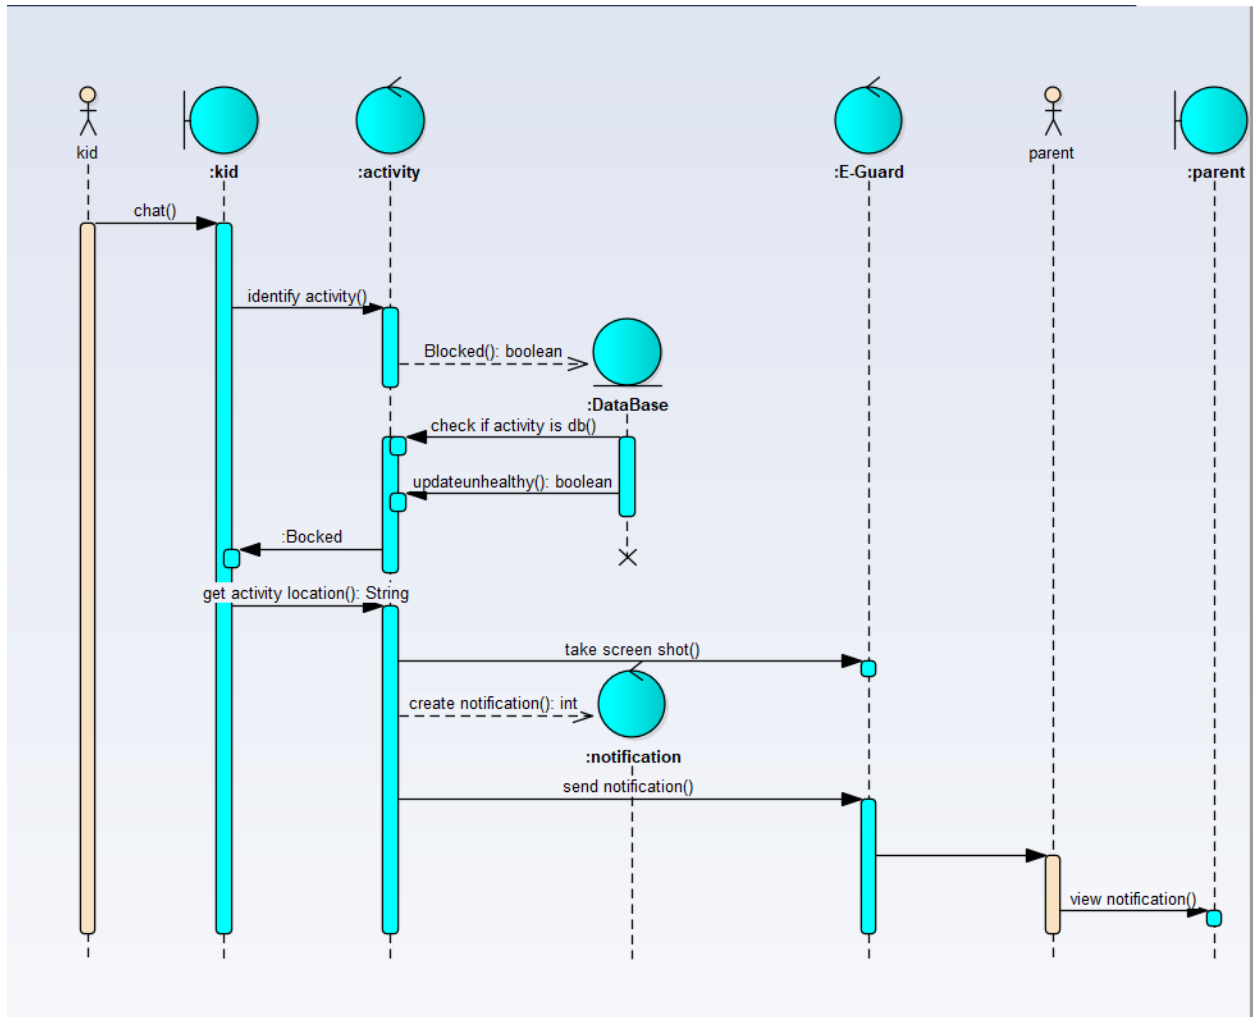 kid
:kid
:activity
:E-Guard
parent
:parent
chat()
identify activity()
Blocked(): boolean
:DataBase
check if activity is db()
updateunhealthy(): boolean
:Bocked
get activity location(): String
take screen shot()
create notification(): int
:notification
send notification()
view notification()